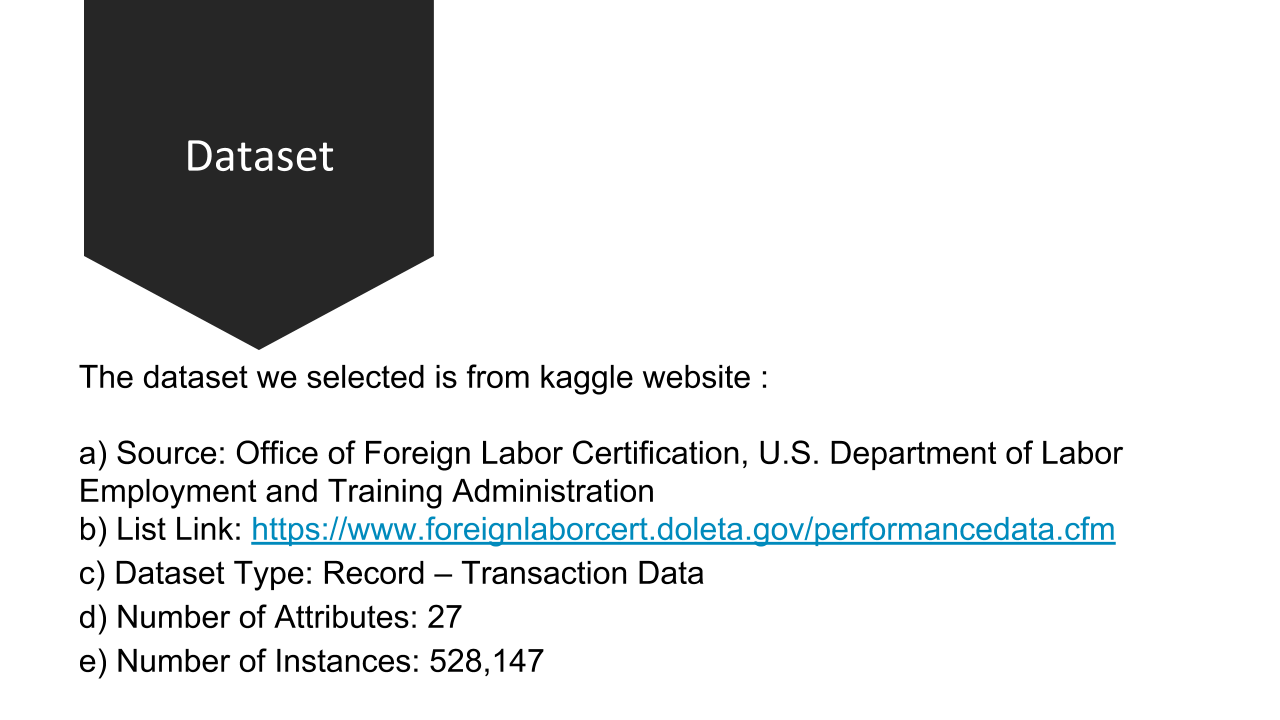 Dataset
The dataset we selected is from kaggle website :
a) Source: Office of Foreign Labor Certification, U.S. Department of Labor
Employment and Training Administration
b) List Link: https://www.foreignlaborcert.doleta.gov/performancedata.cfm
c) Dataset Type: Record – Transaction Data
d) Number of Attributes: 27
e) Number of Instances: 528,147